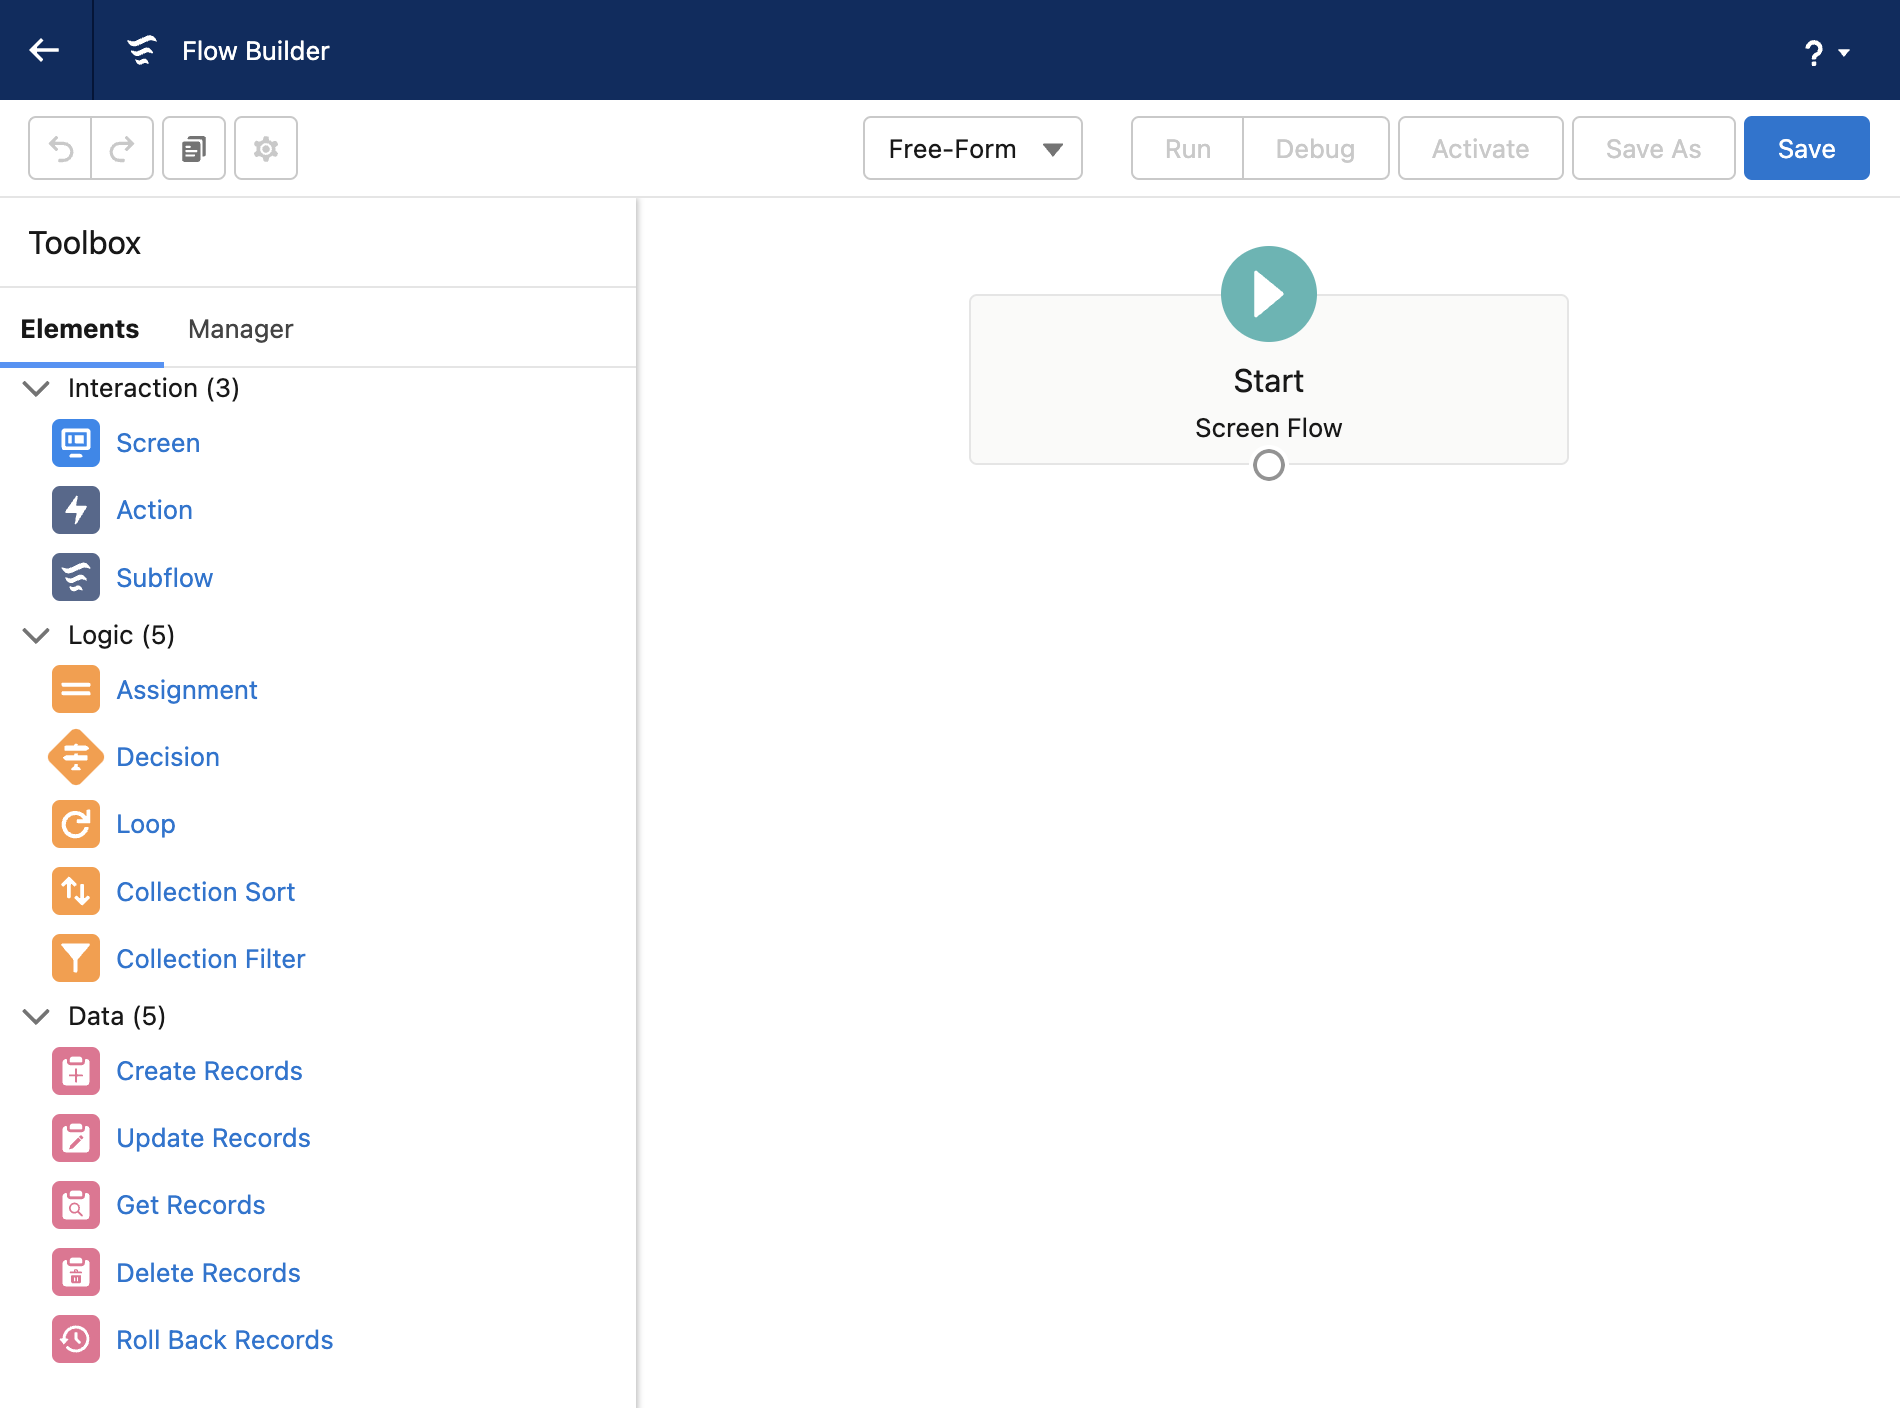 Flow Builder
?
Free-Form
Run
Debug
Activate
Save As
Save
Toolbox
Elements
Manager
Interaction (3)
Screen
Action
Subflow
Logic (5)
Assignment
Decision
Loop
Collection Sort
Collection Filter
Data (5)
Create Records
Update Records
Get Records
Delete Records
Roll Back Records
Start
Screen Flow